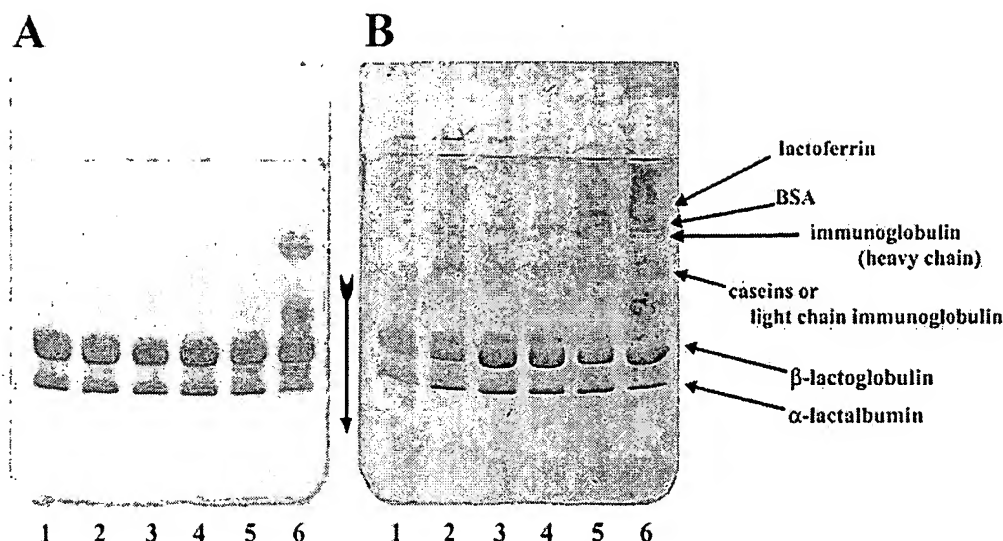 A
B
lactoferrin
BSA
immunoglobulin
(heavy chain)
caseins or
light chain immunoglobulin
β-lactoglobulin
α-lactalbumin
1 2 3 4 5 6
1 2 3 4 5 6